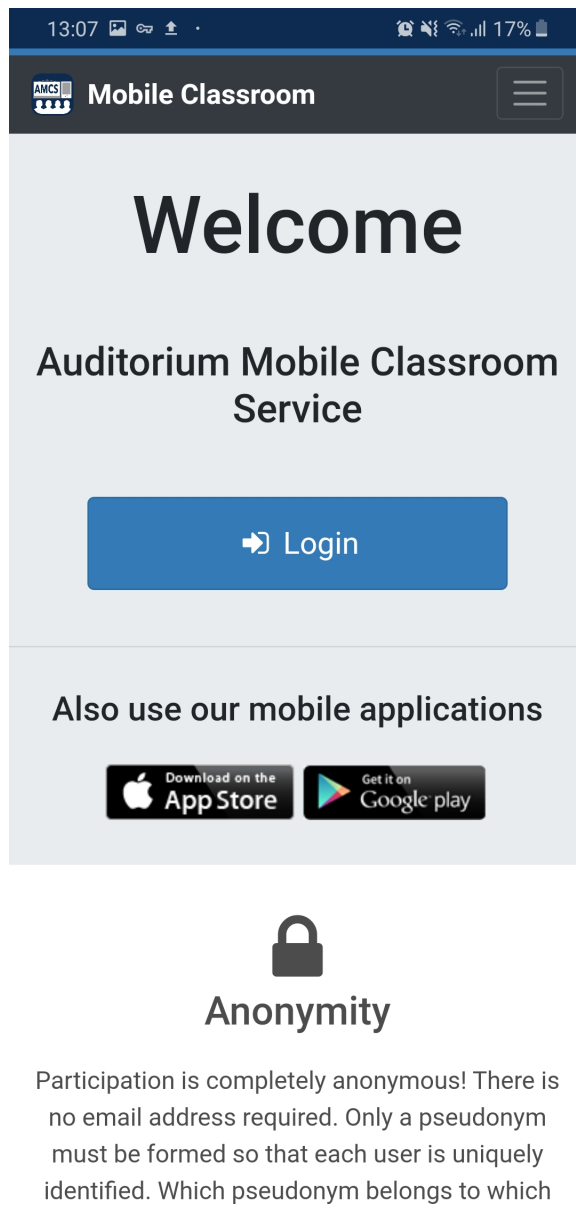 13:07
17%
AMCS
Mobile Classroom
Welcome
Auditorium Mobile Classroom
Service
Login
Also use our mobile applications
Download on the
App Store
Get it on
Google play
Anonymity
Participation is completely anonymous! There is
no email address required. Only a pseudonym
must be formed so that each user is uniquely
identified. Which pseudonym belongs to which